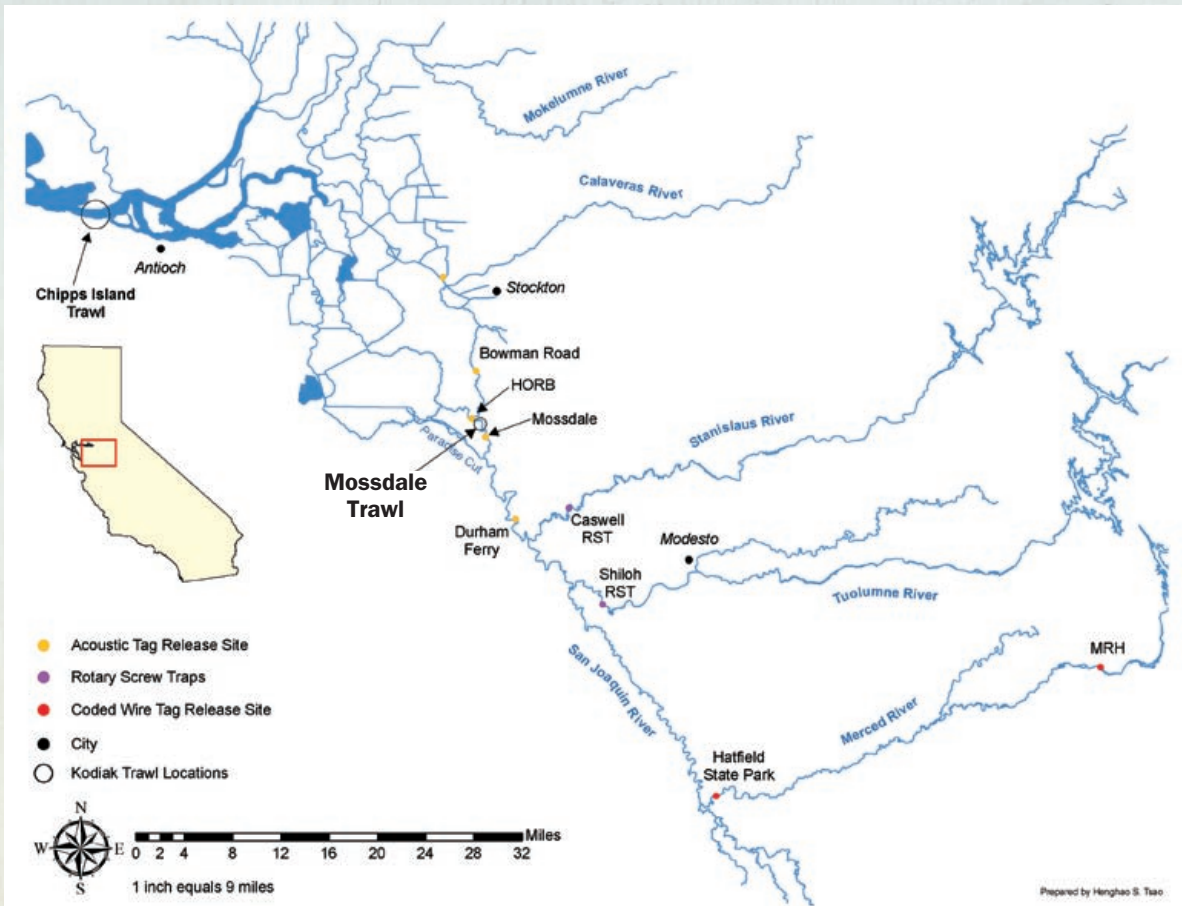 Mokelumne River
Calaveras River
Antioch
Chipps Island
Trawl
Stockton
Bowman Road
HORB
Mossdale
Paradise Cut
Mossdale
Trawl
Stanislaus River
Durham
Ferry
Caswell
RST
Modesto
Shiloh
RST
Tuolumne River
San Joaquin River
MRH
Merced River
Hatfield
State Park
Acoustic Tag Release Site
Rotary Screw Traps
Coded Wire Tag Release Site
City
Kodiak Trawl Locations
N
W E
S
Miles
0 2 4 8 12 16 20 24 28 32
1 inch equals 9 miles
Prepared by Henghao S. Tsao